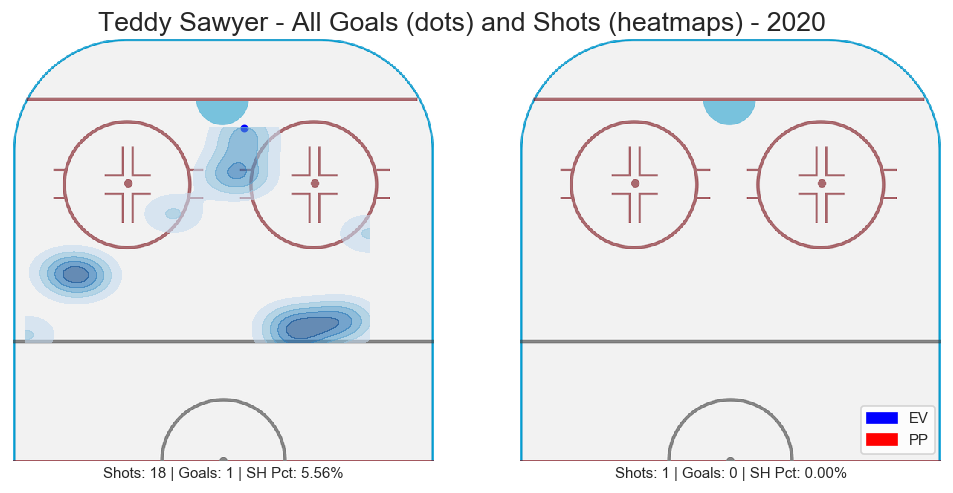 Teddy Sawyer - All Goals (dots) and Shots (heatmaps) - 2020
EV
PP
Shots: 18 | Goals: 1 | SH Pct: 5.56%
Shots: 1 | Goals: 0 | SH Pct: 0.00%